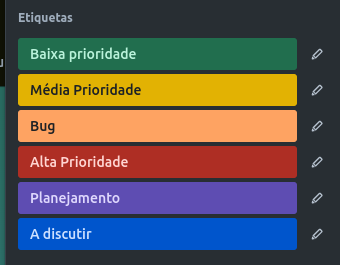 Etiquetas
Baixa prioridade
Média Prioridade
Bug
Alta Prioridade
Planejamento
A discutir